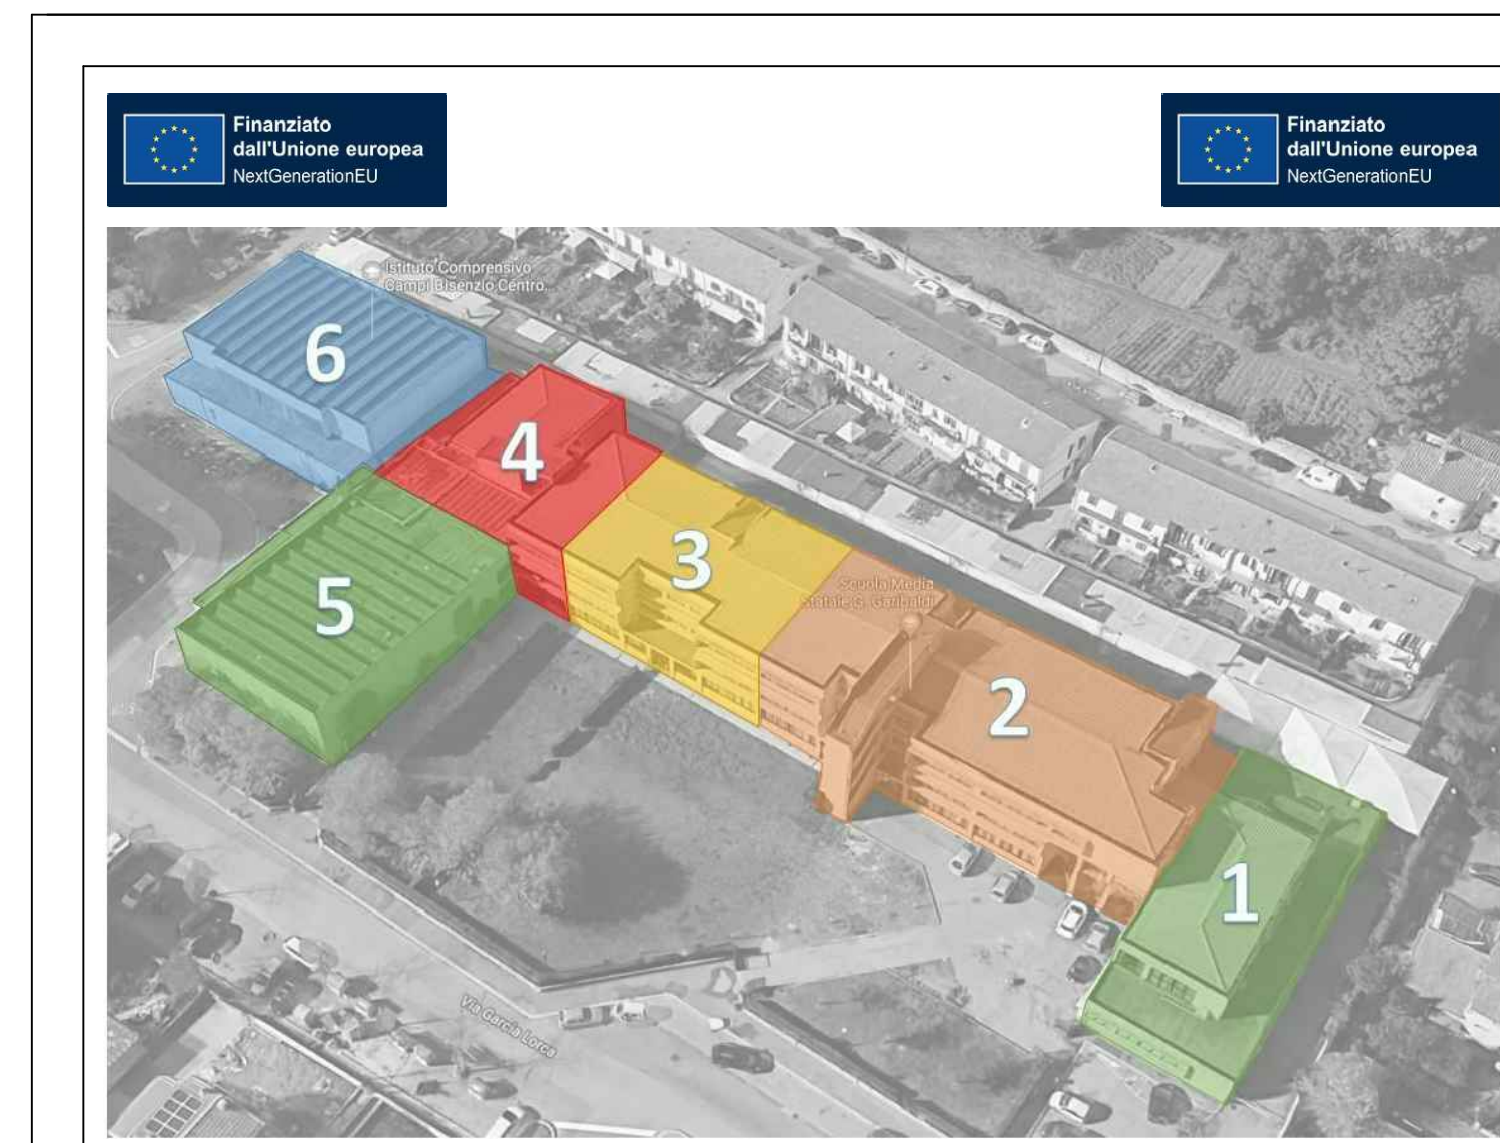 Finanziato
dall'Unione europea
NextGenerationEU
Finanziato
dall'Unione europea
NextGenerationEU
Istituto Comprensivo
Campi Bisenzio Centro...
6
4
5
3
Scuola Media
Statale G. Garibaldi
2
1
Via Garcia Lorca